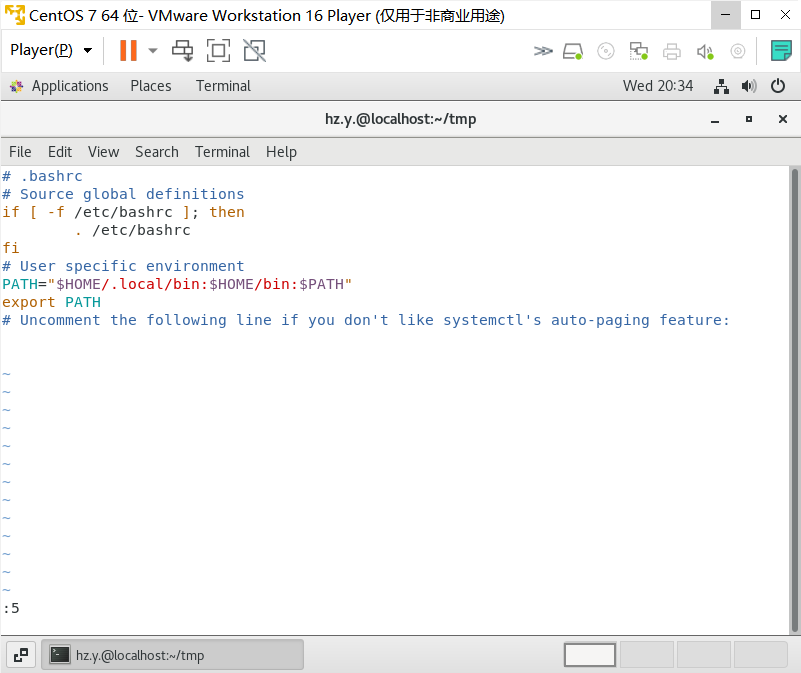 CentOS 7 64 位- VMware Workstation 16 Player (仅用于非商业用途)
Player(P)
Applications Places Terminal Wed 20:34
hz.y.@localhost:~/tmp
File Edit View Search Terminal Help
# .bashrc
# Source global definitions
if [ -f /etc/bashrc ]; then
        . /etc/bashrc
fi
# User specific environment
PATH="$HOME/.local/bin:$HOME/bin:$PATH"
export PATH
# Uncomment the following line if you don't like systemctl's auto-paging feature:
~
~
~
~
~
~
~
~
~
~
~
~
~
:5
hz.y.@localhost:~/tmp